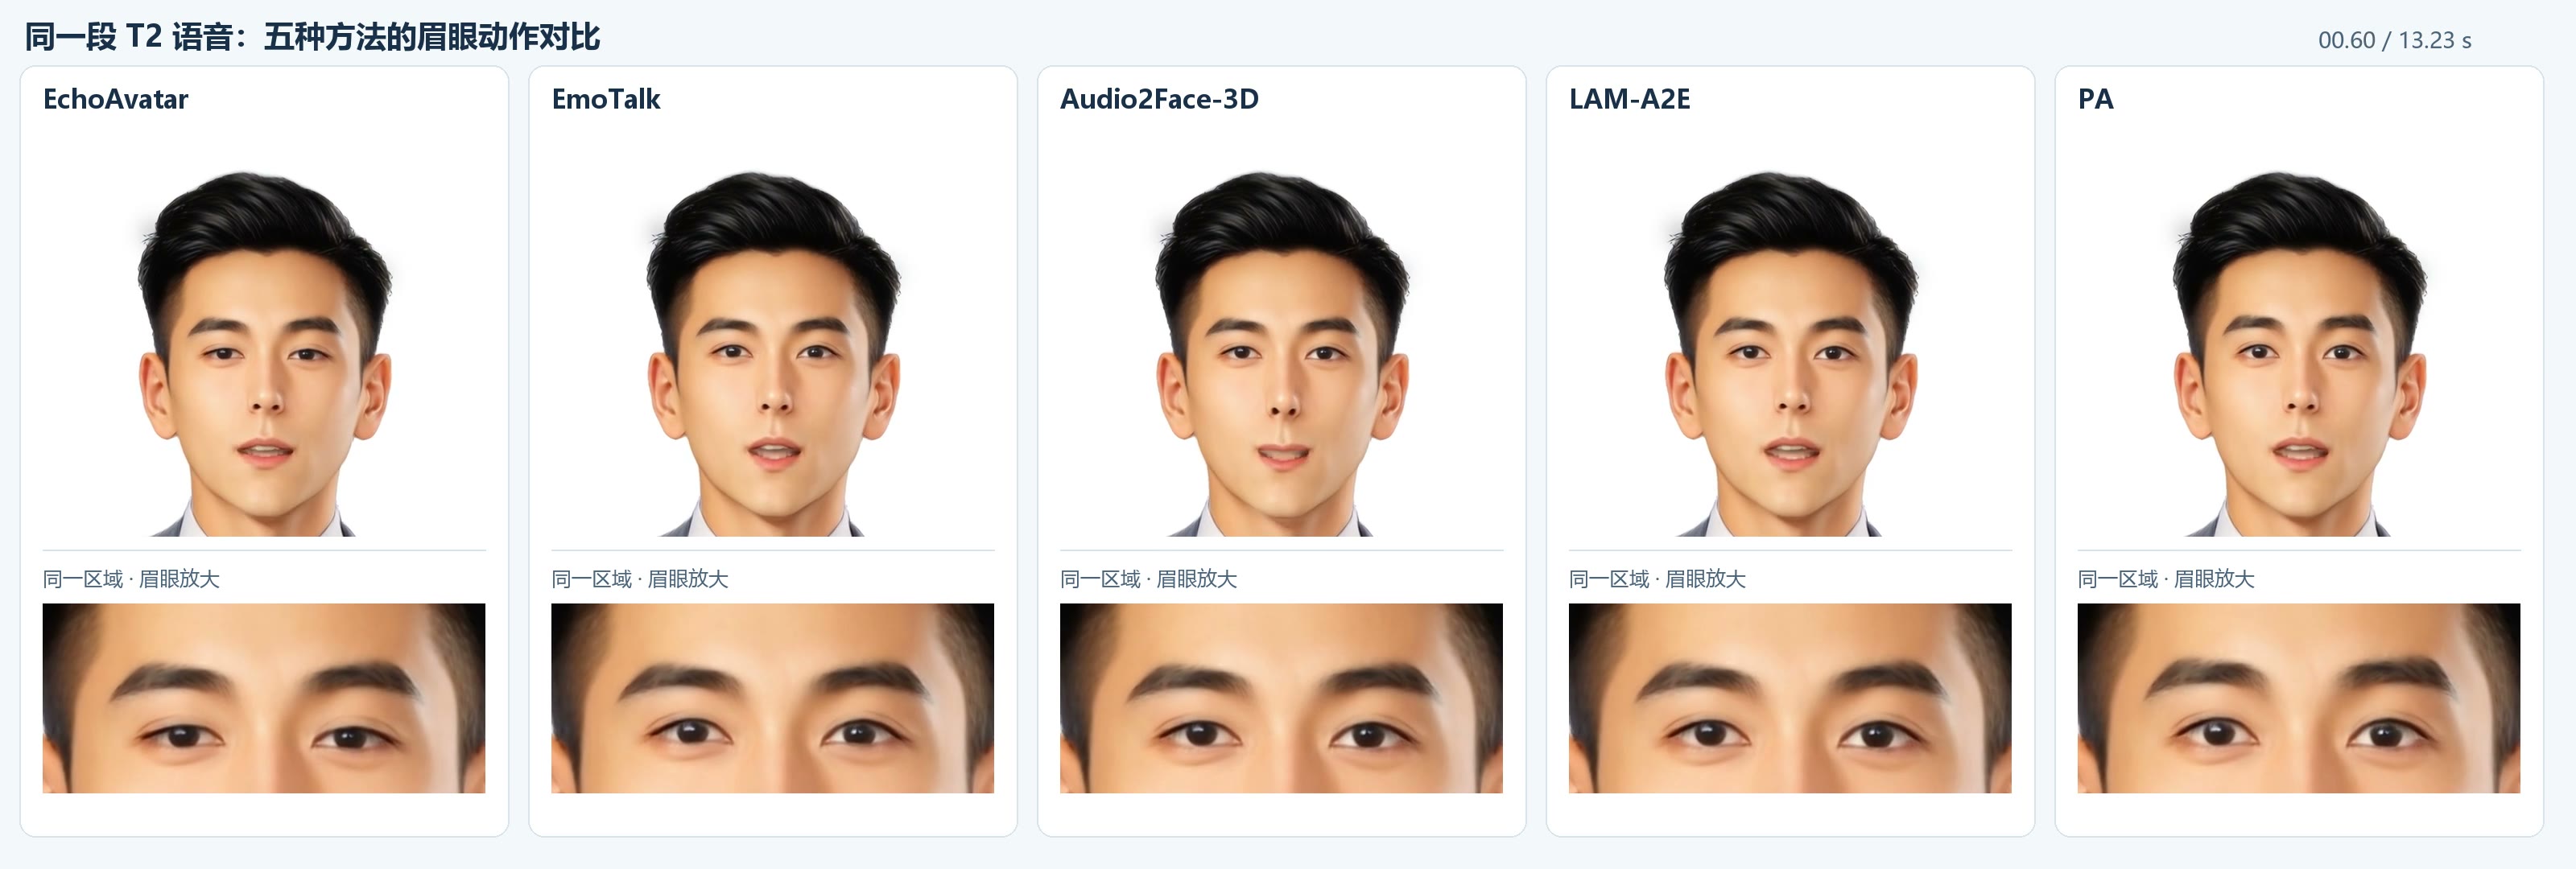 同一段 T2 语音：五种方法的眉眼动作对比
00.60 / 13.23 s
EchoAvatar
EmoTalk
Audio2Face-3D
LAM-A2E
PA
同一区域 · 眉眼放大
同一区域 · 眉眼放大
同一区域 · 眉眼放大
同一区域 · 眉眼放大
同一区域 · 眉眼放大